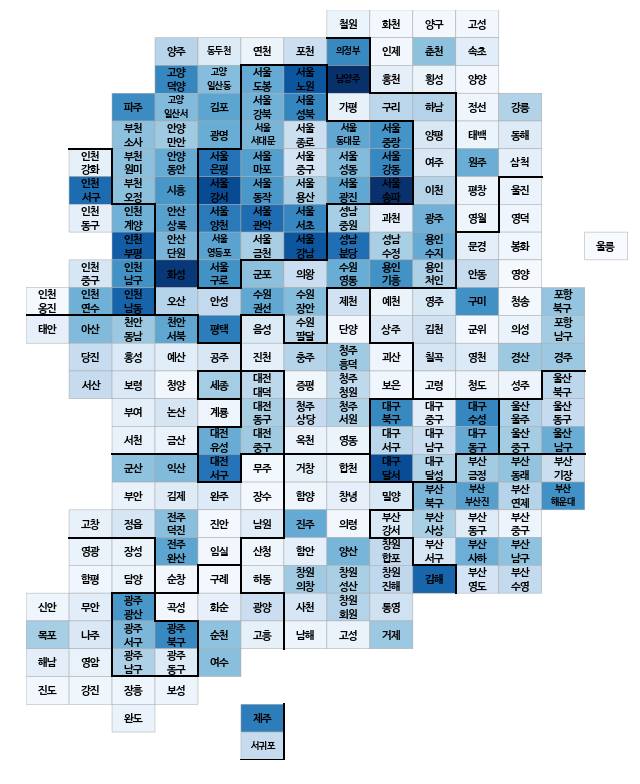 철원 화천 양구 고성
양주 동두천 연천 포천 의정부 인제 춘천 속초
고양 덕양 고양 일산동 서울 도봉 서울 노원 남양주 홍천 횡성 양양
파주 고양 일산서 김포 서울 강북 서울 성북 가평 구리 하남 정선 강릉
부천 소사 안양 만안 광명 서울 서대문 서울 종로 서울 동대문 서울 중랑 양평 태백 동해
인천 강화 부천 원미 안양 동안 서울 은평 서울 마포 서울 중구 서울 성동 서울 강동 여주 원주 삼척
인천 서구 부천 오정 시흥 서울 강서 서울 동작 서울 용산 서울 광진 서울 송파 이천 평창 울진
인천 동구 인천 계양 안산 상록 서울 양천 서울 관악 서울 서초 성남 중원 과천 광주 영월 영덕
인천 부평 안산 단원 서울 영등포 서울 금천 서울 강남 성남 분당 성남 수정 용인 수지 문경 봉화 울릉
인천 중구 인천 남구 화성 서울 구로 군포 의왕 수원 영통 용인 기흥 용인 처인 안동 영양
인천 옹진 인천 연수 인천 남동 오산 안성 수원 권선 수원 장안 제천 예천 영주 구미 청송 포항 북구
태안 아산 천안 동남 천안 서북 평택 음성 수원 팔달 단양 상주 김천 군위 의성 포항 남구
당진 홍성 예산 공주 진천 충주 청주 흥덕 괴산 칠곡 영천 경산 경주
서산 보령 청양 세종 대전 대덕 증평 청주 청원 보은 고령 청도 성주 울산 북구
부여 논산 계룡 대전 동구 청주 상당 청주 서원 대구 북구 대구 중구 대구 수성 울산 울주 울산 동구
서천 금산 대전 유성 대전 중구 옥천 영동 대구 서구 대구 남구 대구 동구 울산 중구 울산 남구
군산 익산 대전 서구 무주 거창 합천 대구 달서 대구 달성 부산 금정 부산 동래 부산 기장
부안 김제 완주 장수 함양 창녕 밀양 부산 북구 부산 부산진 부산 연제 부산 해운대
고창 정읍 전주 덕진 진안 남원 진주 의령 부산 강서 부산 사상 부산 동구 부산 중구
영광 장성 전주 완산 임실 산청 함안 양산 창원 합포 부산 서구 부산 사하 부산 남구
함평 담양 순창 구례 하동 창원 의창 창원 성산 창원 진해 김해 부산 영도 부산 수영
신안 무안 광주 광산 곡성 화순 광양 사천 창원 회원 통영
목포 나주 광주 서구 광주 북구 순천 고흥 남해 고성 거제
해남 영암 광주 남구 광주 동구 여수
진도 강진 장흥 보성
완도 제주
서귀포